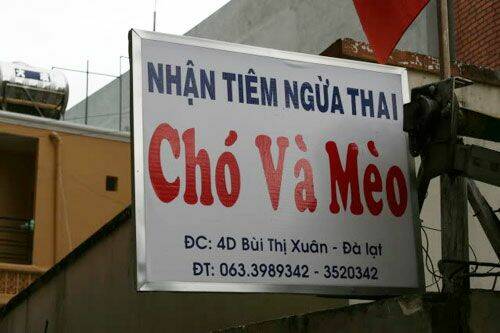 NHẬN TIÊM NGỪA THAI
Chó Và Mèo
ĐC: 4D Bùi Thị Xuân - Đà lạt
ĐT: 063.3989342 - 3520342